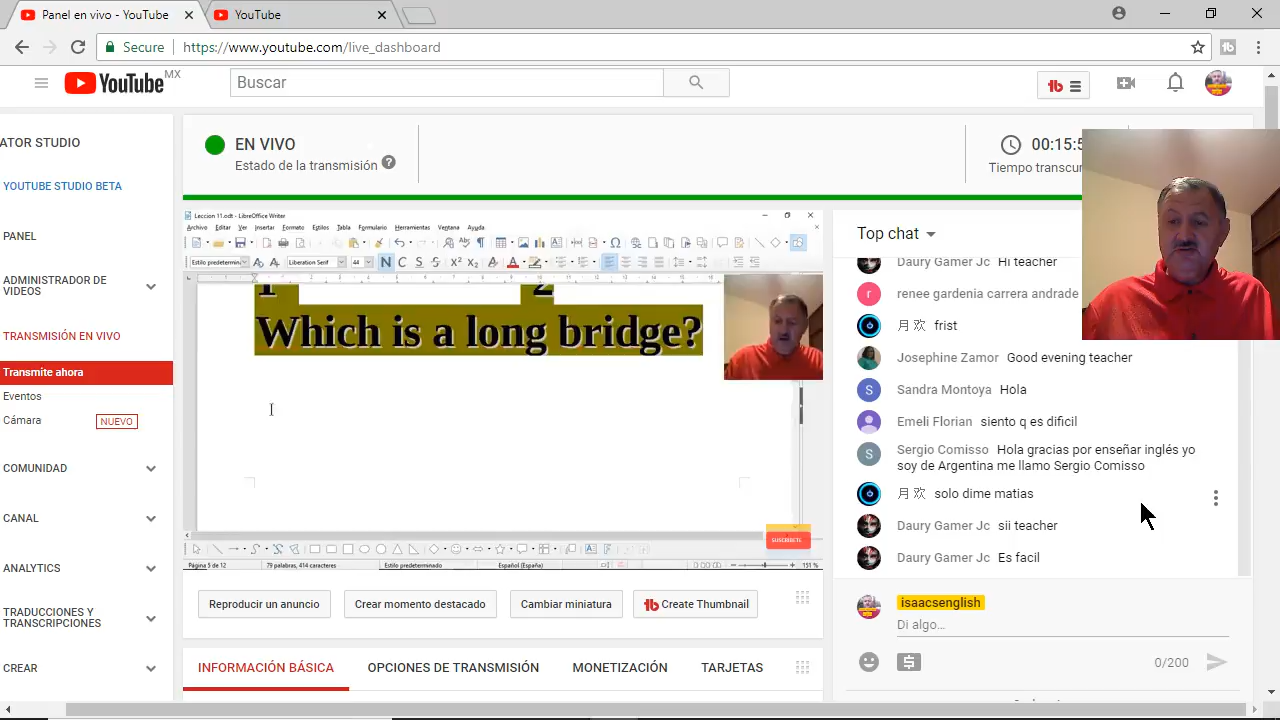 Panel en vivo - YouTube
YouTube
Secure
https://www.youtube.com/live_dashboard
YouTube MX
Buscar
ATOR STUDIO
YOUTUBE STUDIO BETA
PANEL
ADMINISTRADOR DE
VIDEOS
TRANSMISIÓN EN VIVO
Transmite ahora
Eventos
Cámara
NUEVO
COMUNIDAD
CANAL
ANALYTICS
TRADUCCIONES Y
TRANSCRIPCIONES
CREAR
EN VIVO
Estado de la transmisión
00:15:5
Tiempo transcur
Leccion 11.odt - LibreOffice Writer
Archivo Editar Ver Insertar Formato Estilos Tabla Formulario Herramientas Ventana Ayuda
Estilo predetermin
Liberation Serif
44
1 2
Which is a long bridge?
SUSCRIBETE
Página 5 de 12
79 palabras, 414 caracteres
Estilo predeterminado
Español (España)
151 %
Reproducir un anuncio
Crear momento destacado
Cambiar miniatura
Create Thumbnail
INFORMACIÓN BÁSICA
OPCIONES DE TRANSMISIÓN
MONETIZACIÓN
TARJETAS
Top chat
Daury Gamer Jc Hi teacher
renee gardenia carrera andrade
月 欢 frist
Josephine Zamor Good evening teacher
Sandra Montoya Hola
Emeli Florian siento q es dificil
Sergio Comisso Hola gracias por enseñar inglés yo
soy de Argentina me llamo Sergio Comisso
月 欢 solo dime matias
Daury Gamer Jc sii teacher
Daury Gamer Jc Es facil
isaacsenglish
Di algo...
0/200